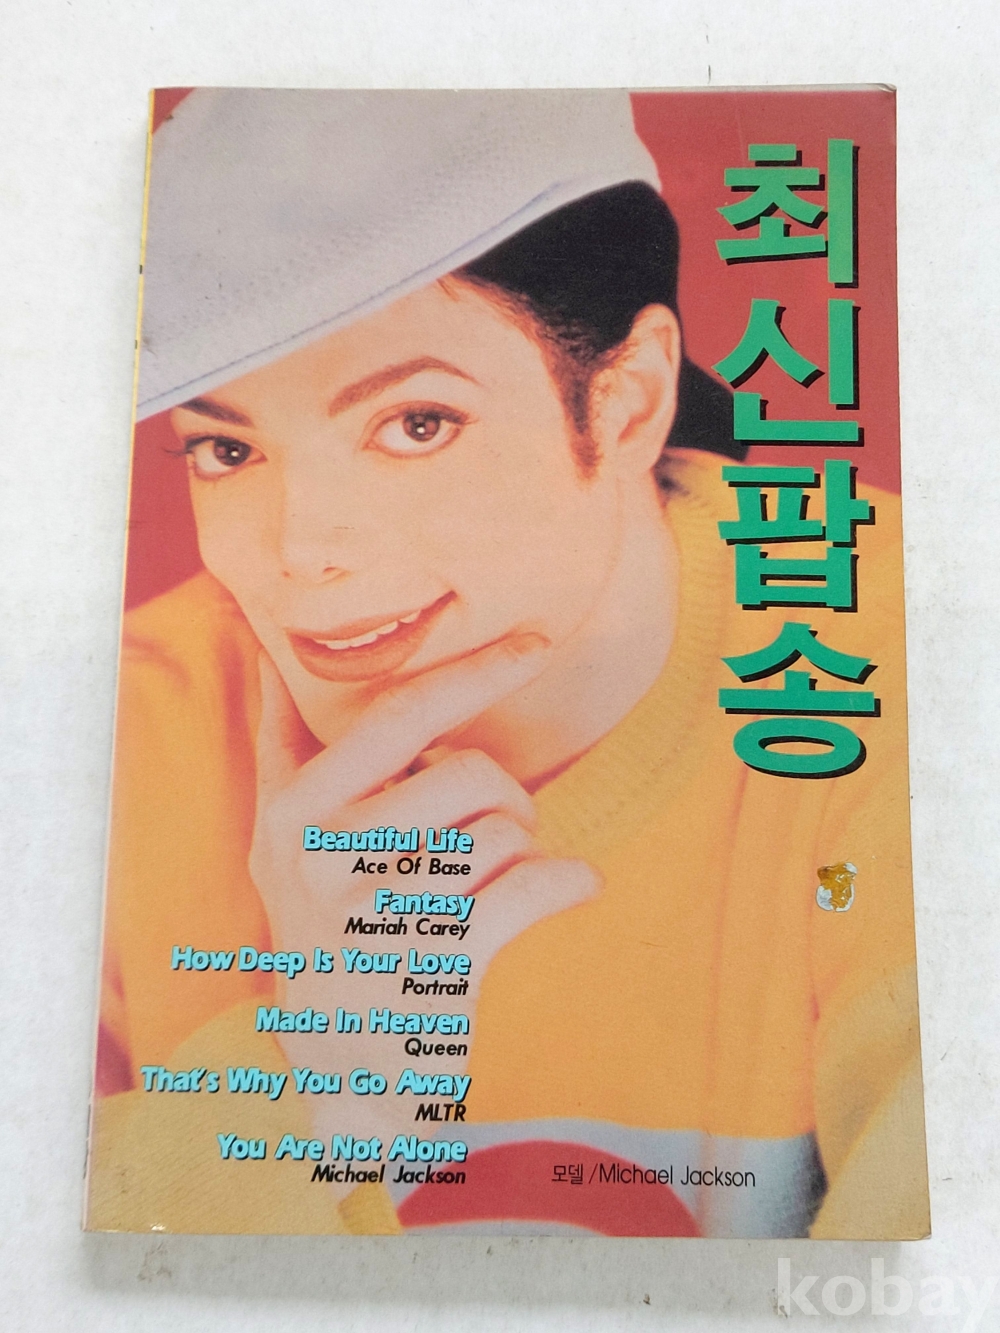 최신팝송
Beautiful Life
Ace Of Base
Fantasy
Mariah Carey
How Deep Is Your Love
Portrait
Made In Heaven
Queen
That's Why You Go Away
MLTR
You Are Not Alone
Michael Jackson
모델/Michael Jackson
kobay